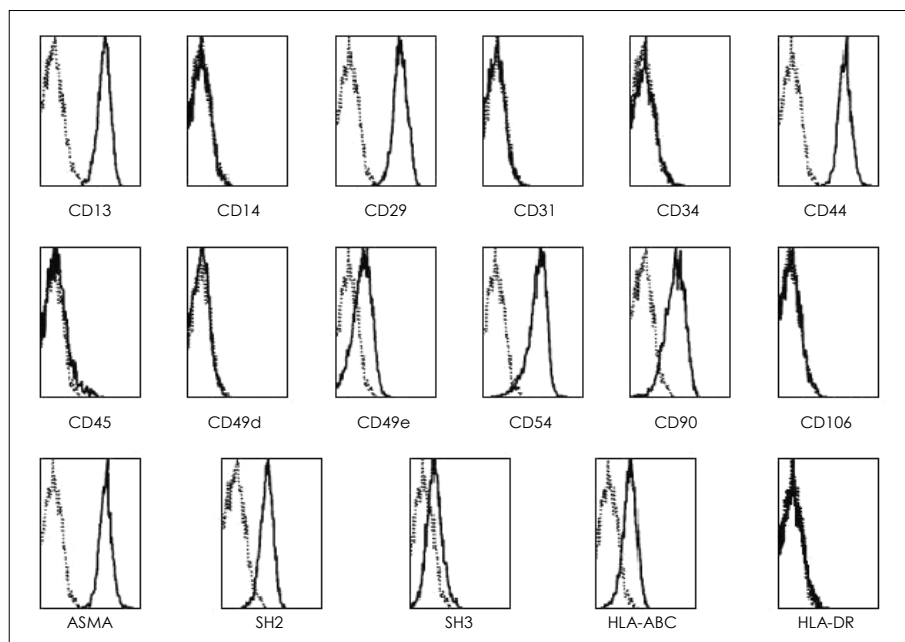 CD13 CD14 CD29 CD31 CD34 CD44
CD45 CD49d CD49e CD54 CD90 CD106
ASMA SH2 SH3 HLA-ABC HLA-DR